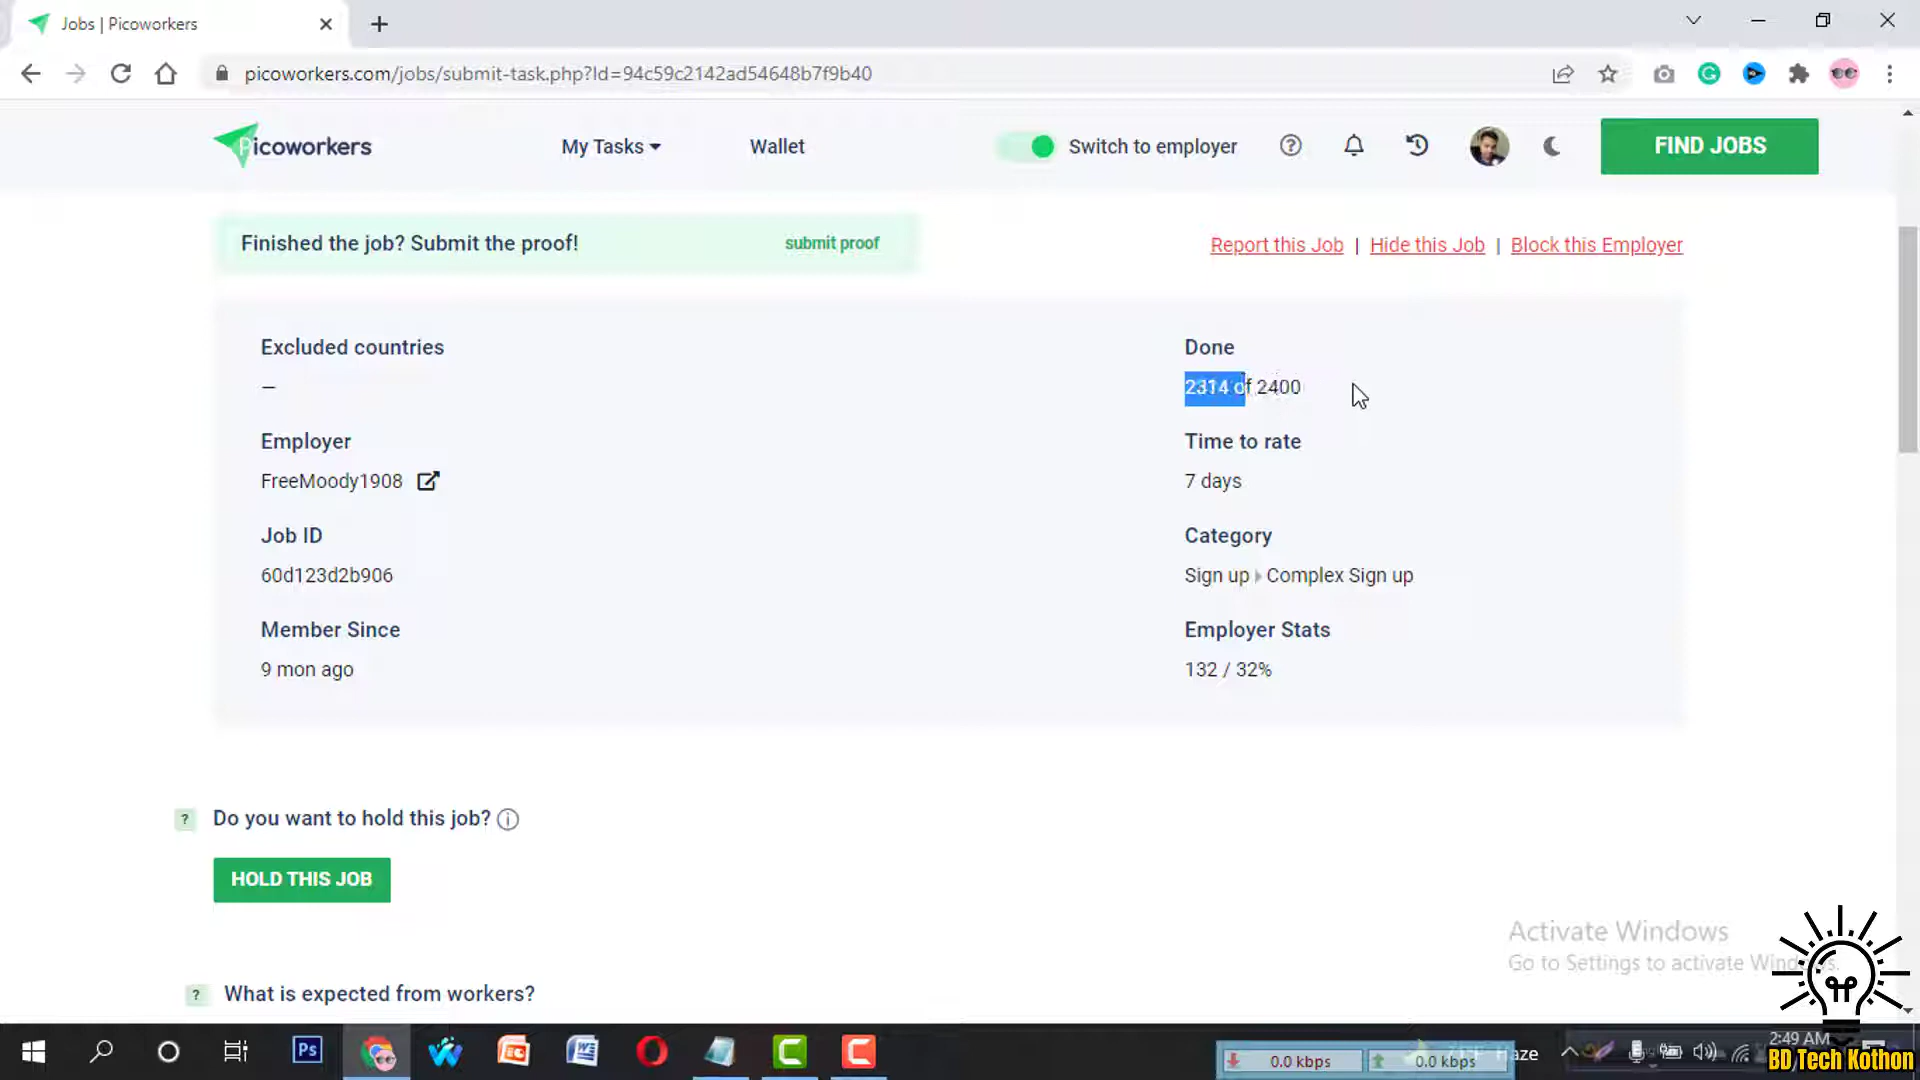 Jobs | Picoworkers
picoworkers.com/jobs/submit-task.php?Id=94c59c2142ad54648b7f9b40
Picoworkers
My Tasks
Wallet
Switch to employer
FIND JOBS
Finished the job? Submit the proof!
submit proof
Report this Job | Hide this Job | Block this Employer
Excluded countries
—
Done
2314 of 2400
Employer
FreeMoody1908
Time to rate
7 days
Job ID
60d123d2b906
Category
Sign up Complex Sign up
Member Since
9 mon ago
Employer Stats
132 / 32%
? Do you want to hold this job?
HOLD THIS JOB
? What is expected from workers?
Activate Windows
Go to Settings to activate Windows.
Ps
0.0 kbps
0.0 kbps
Haze
2:49 AM
BD Tech Kothon